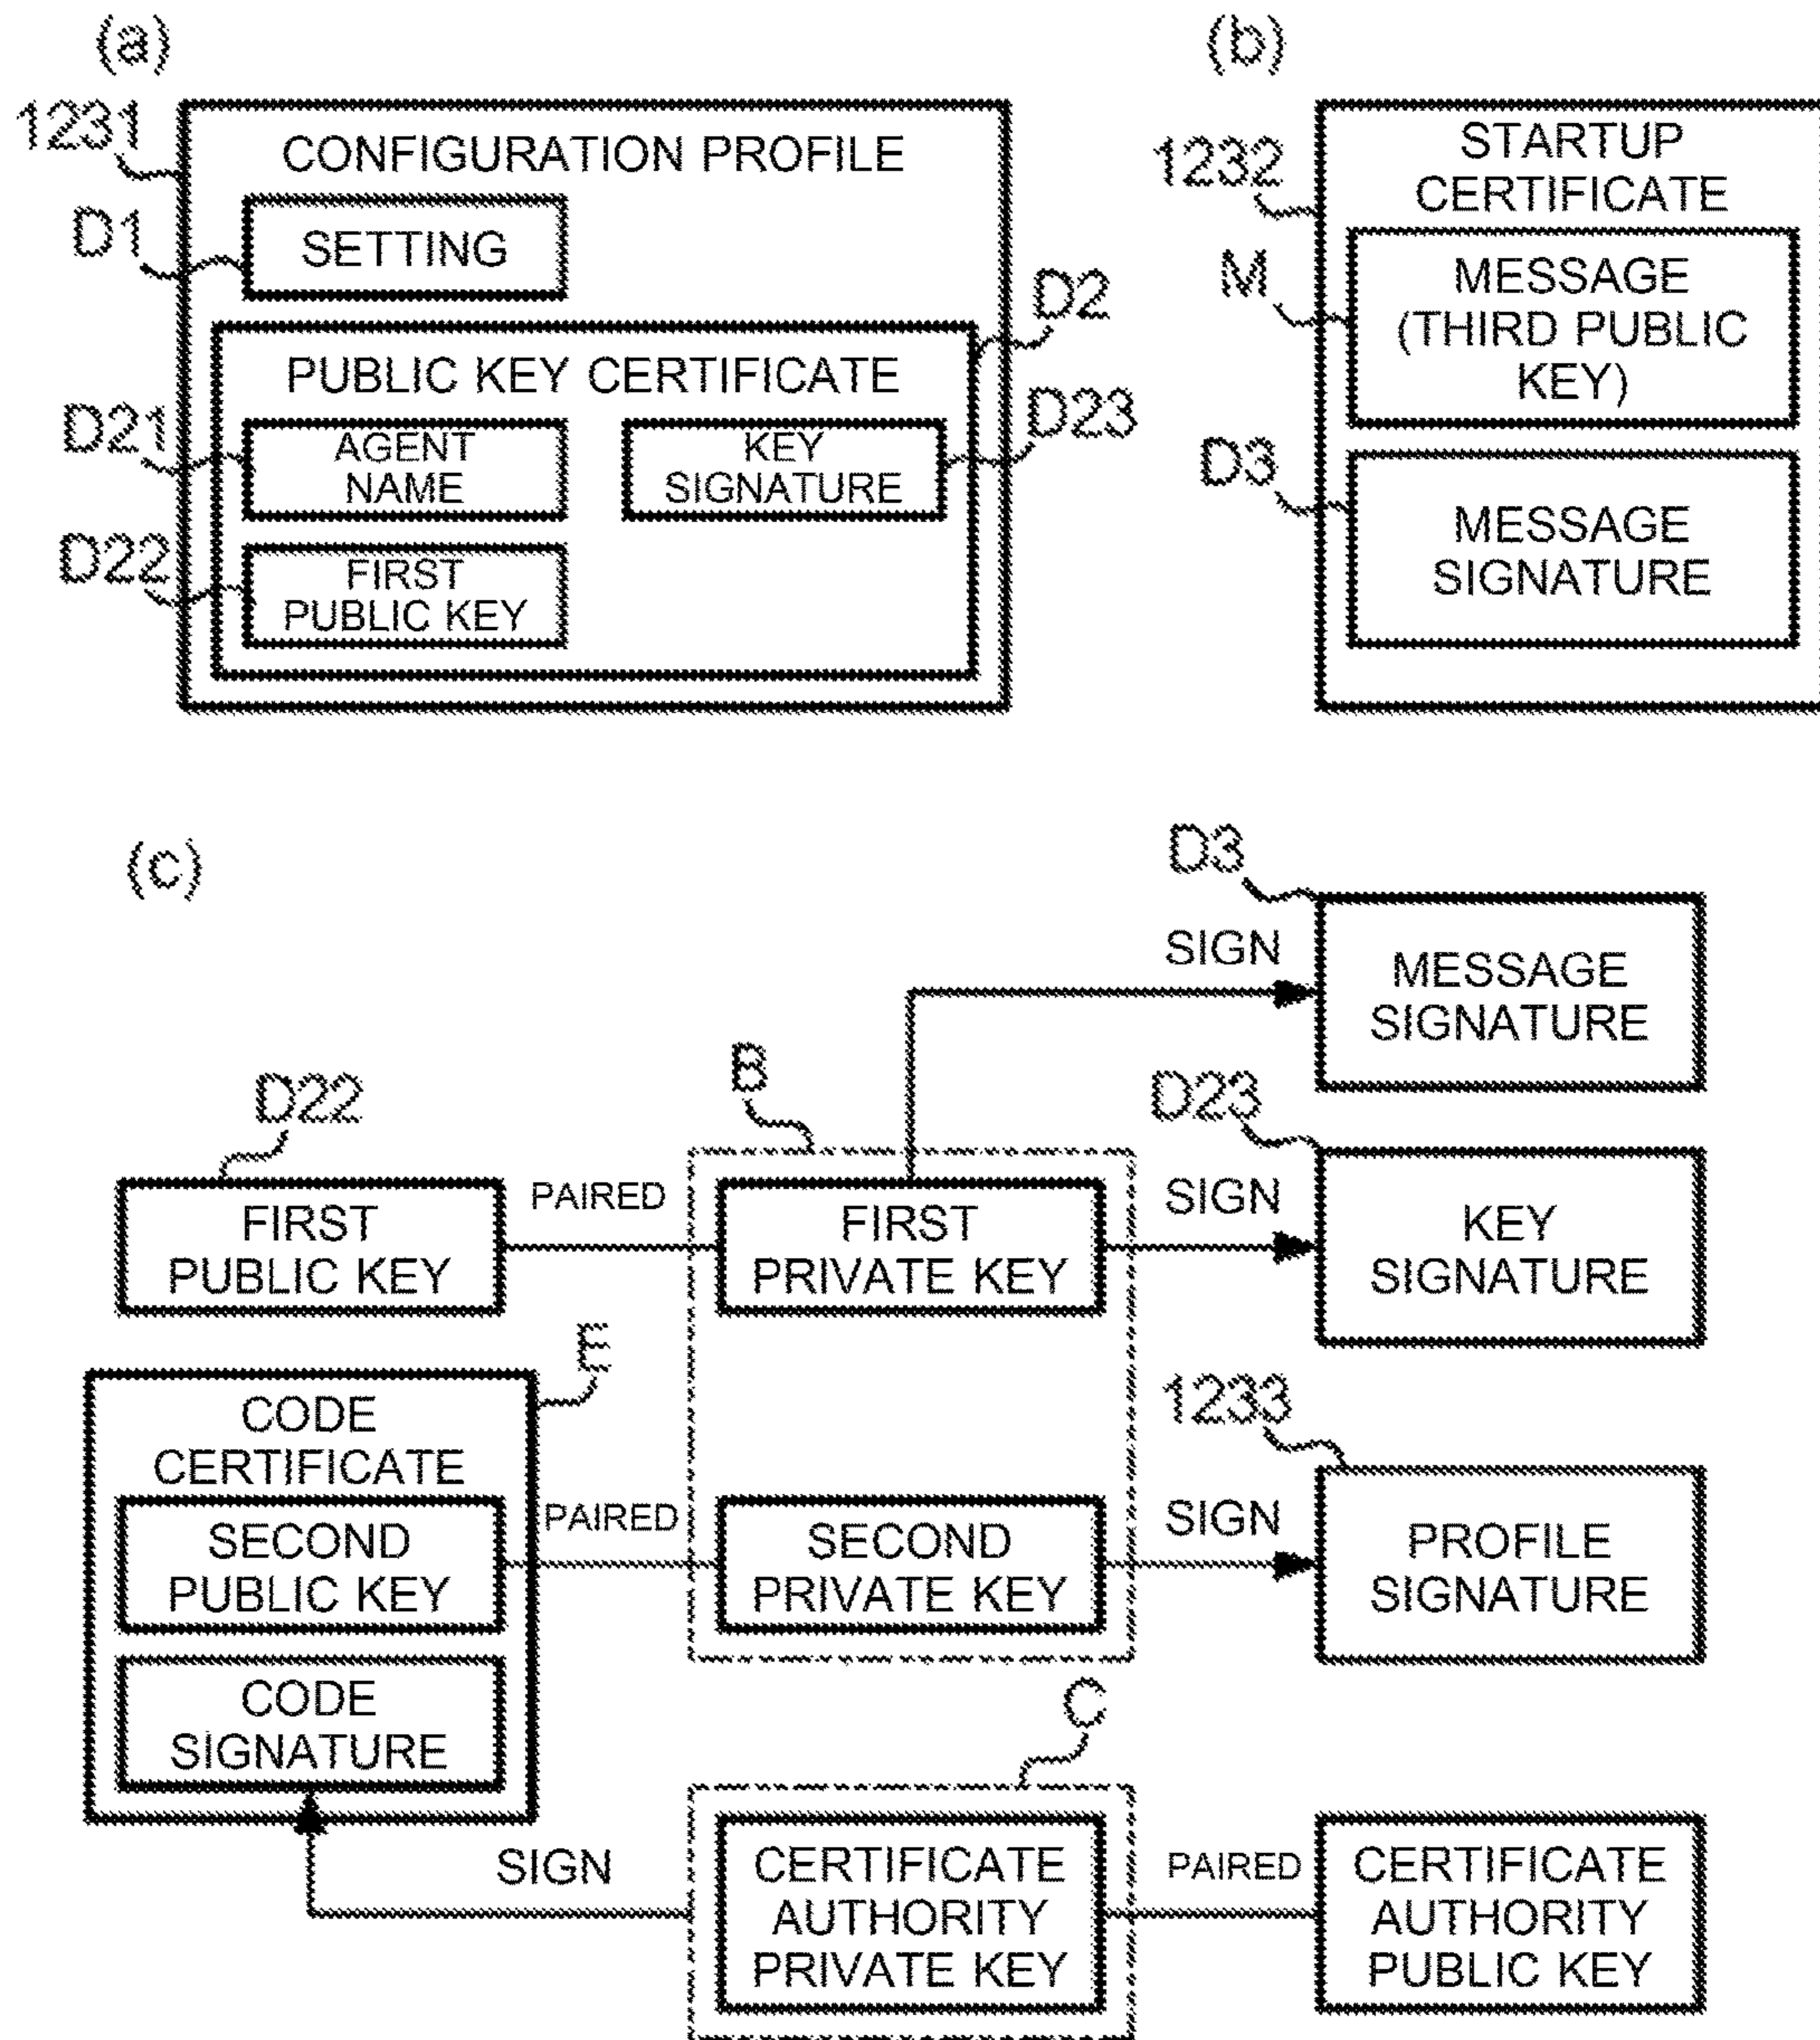 (a)
1231
CONFIGURATION PROFILE
D1
SETTING
D2
PUBLIC KEY CERTIFICATE
D21
AGENT
NAME
D23
KEY
SIGNATURE
D22
FIRST
PUBLIC KEY
(b)
1232
STARTUP
CERTIFICATE
M
MESSAGE
(THIRD PUBLIC
KEY)
D3
MESSAGE
SIGNATURE
(c)
D3
SIGN
MESSAGE
SIGNATURE
B
D22
D23
FIRST
PUBLIC KEY
PAIRED
FIRST
PRIVATE KEY
SIGN
KEY
SIGNATURE
E
CODE
CERTIFICATE
1233
SECOND
PUBLIC KEY
PAIRED
SECOND
PRIVATE KEY
SIGN
PROFILE
SIGNATURE
CODE
SIGNATURE
C
SIGN
CERTIFICATE
AUTHORITY
PRIVATE KEY
PAIRED
CERTIFICATE
AUTHORITY
PUBLIC KEY